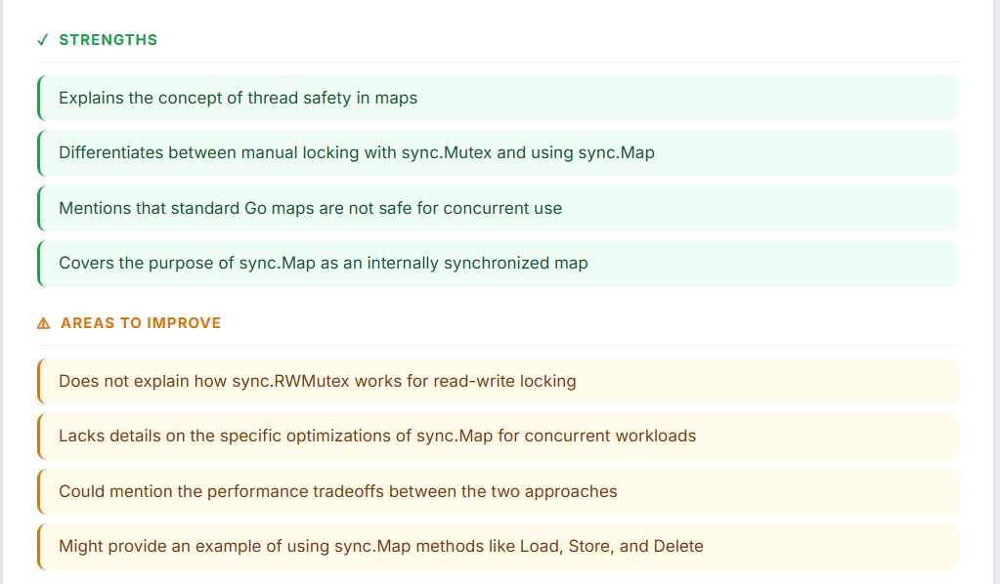 ✓ STRENGTHS
Explains the concept of thread safety in maps
Differentiates between manual locking with sync.Mutex and using sync.Map
Mentions that standard Go maps are not safe for concurrent use
Covers the purpose of sync.Map as an internally synchronized map
⚠ AREAS TO IMPROVE
Does not explain how sync.RWMutex works for read-write locking
Lacks details on the specific optimizations of sync.Map for concurrent workloads
Could mention the performance tradeoffs between the two approaches
Might provide an example of using sync.Map methods like Load, Store, and Delete